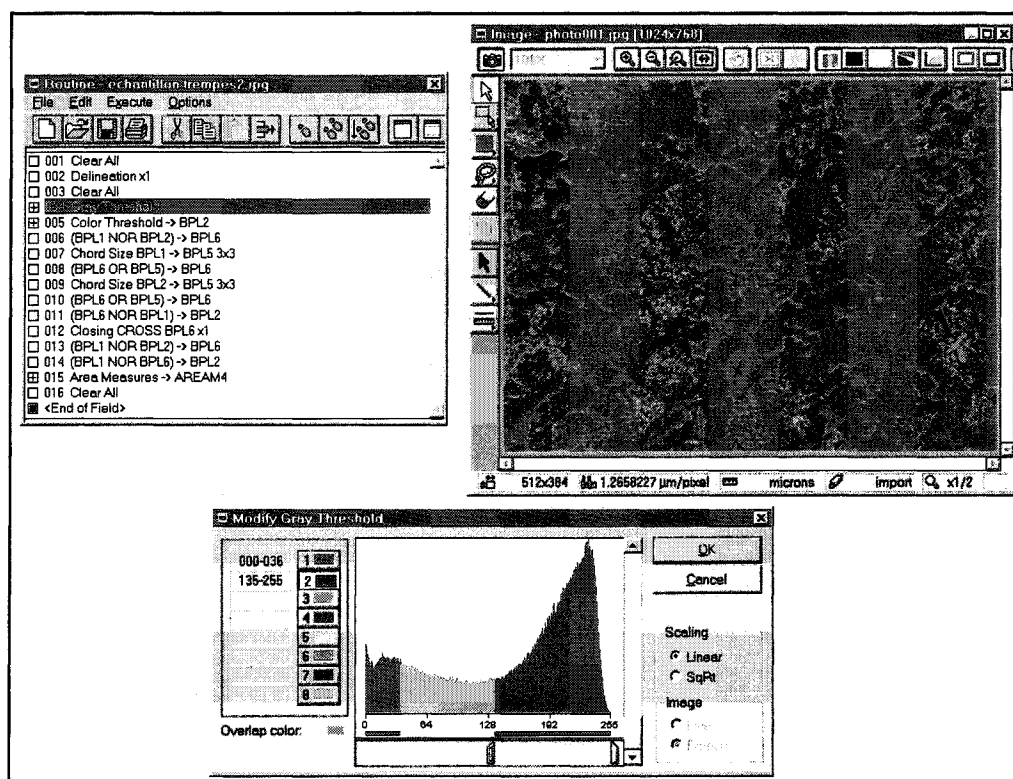 Image - photo001.jpg [1024x768]
Routine - echantillon trempes2.jpg
File Edit Execute Options
001 Clear All
002 Delineation x1
003 Clear All
005 Color Threshold -> BPL2
006 (BPL1 NOR BPL2) -> BPL6
007 Chord Size BPL1 -> BPL5 3x3
008 (BPL6 OR BPL5) -> BPL6
009 Chord Size BPL2 -> BPL5 3x3
010 (BPL6 OR BPL5) -> BPL6
011 (BPL6 NOR BPL1) -> BPL2
012 Closing CROSS BPL6 x1
013 (BPL1 NOR BPL2) -> BPL6
014 (BPL1 NOR BPL6) -> BPL2
015 Area Measures -> AREAM4
016 Clear All
<End of Field>
512x384 1.2658227 µm/pixel microns import x1/2
Modify Gray Threshold
000-036 1
135-255 2
3
4
5
6
7
8
Overlap color:
0 64 128 192 255
OK
Cancel
Scaling
Linear
SqRt
Image